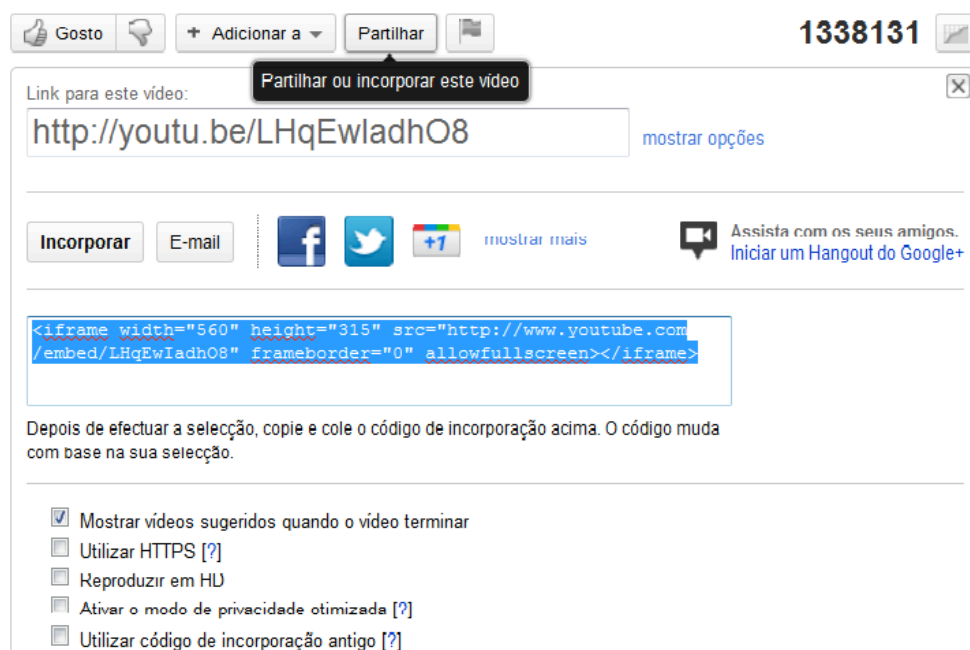 Gosto
+ Adicionar a
Partilhar
1338131
Partilhar ou incorporar este vídeo
Link para este vídeo:
http://youtu.be/LHqEwIadhO8
mostrar opções
Incorporar
E-mail
f
+1
mostrar mais
Assista com os seus amigos.
Iniciar um Hangout do Google+
<iframe width="560" height="315" src="http://www.youtube.com
/embed/LHqEwIadhO8" frameborder="0" allowfullscreen></iframe>
Depois de efectuar a selecção, copie e cole o código de incorporação acima. O código muda
com base na sua selecção.
Mostrar vídeos sugeridos quando o vídeo terminar
Utilizar HTTPS [?]
Reproduzir em HD
Ativar o modo de privacidade otimizada [?]
Utilizar código de incorporação antigo [?]